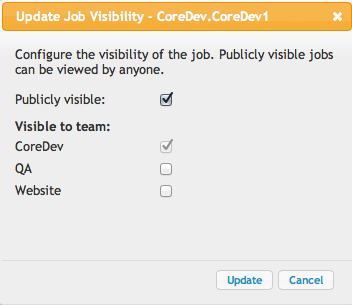 Update Job Visibility - CoreDev.CoreDev1
Configure the visibility of the job. Publicly visible jobs
can be viewed by anyone.
Publicly visible:
Visible to team:
CoreDev
QA
Website
Update Cancel